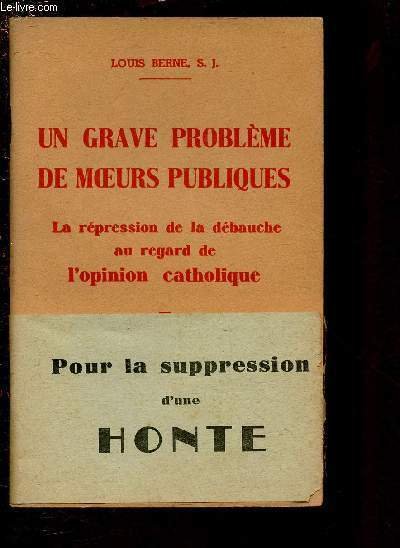 Le-livre.com
LOUIS BERNE, S. J.
UN GRAVE PROBLÈME
DE MŒURS PUBLIQUES
La répression de la débauche
au regard de
l'opinion catholique
Pour la suppression
d'une
HONTE